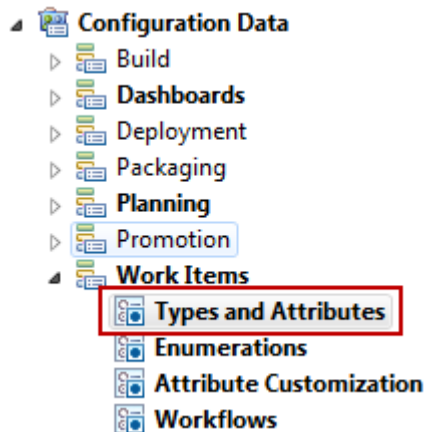 Configuration Data
Build
Dashboards
Deployment
Packaging
Planning
Promotion
Work Items
Types and Attributes
Enumerations
Attribute Customization
Workflows